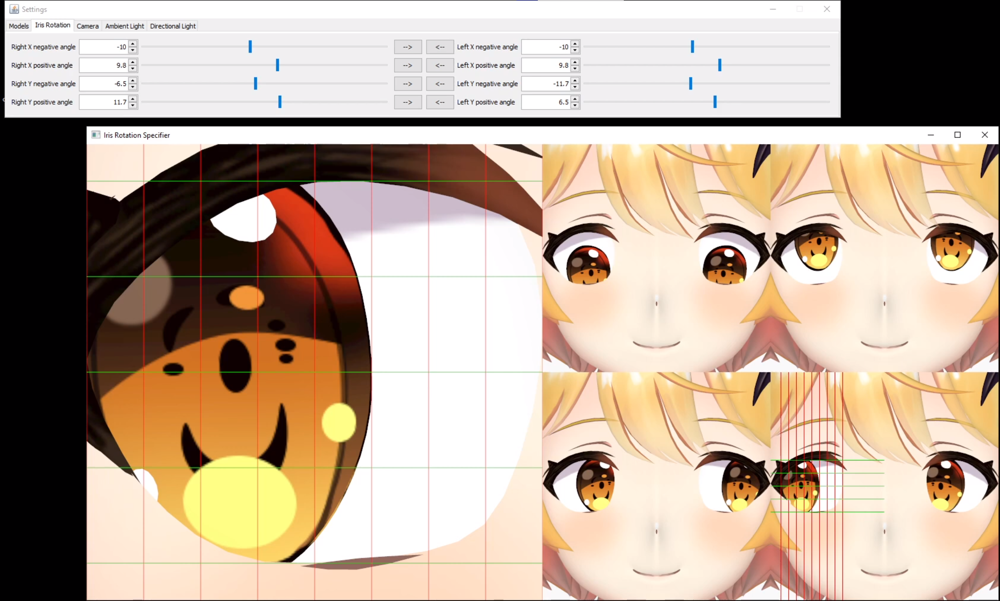 Settings
Models Iris Rotation Camera Ambient Light Directional Light
Right X negative angle -10 --> <-- Left X negative angle -10
Right X positive angle 9.8 --> <-- Left X positive angle 9.8
Right Y negative angle -6.5 --> <-- Left Y negative angle -11.7
Right Y positive angle 11.7 --> <-- Left Y positive angle 6.5
Iris Rotation Specifier